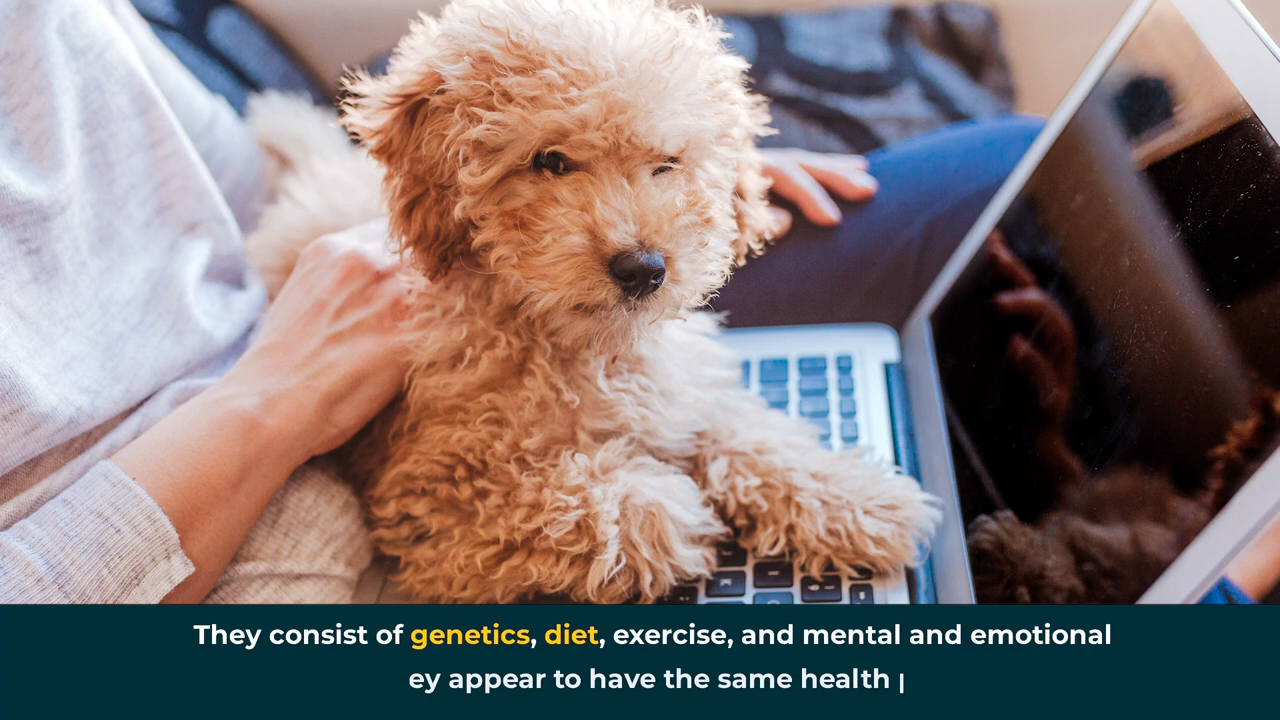 They consist of genetics, diet, exercise, and mental and emotional
ey appear to have the same health